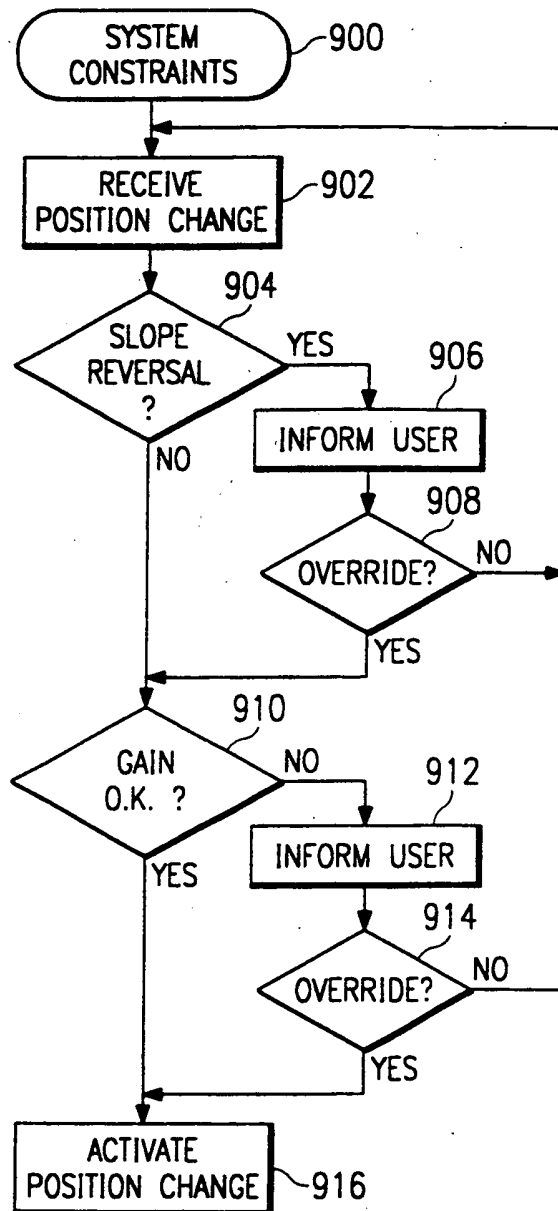 SYSTEM
CONSTRAINTS
900
RECEIVE
POSITION CHANGE
902
904
SLOPE
REVERSAL
?
YES
NO
906
INFORM USER
908
OVERRIDE?
NO
YES
910
GAIN
O.K. ?
NO
YES
912
INFORM USER
914
OVERRIDE?
NO
YES
ACTIVATE
POSITION CHANGE
916